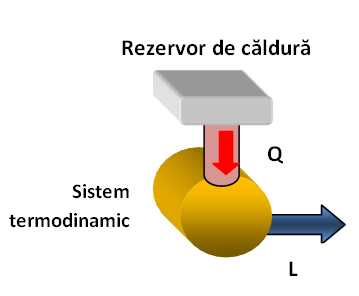 Rezervor de căldură
Q
Sistem
termodinamic
L